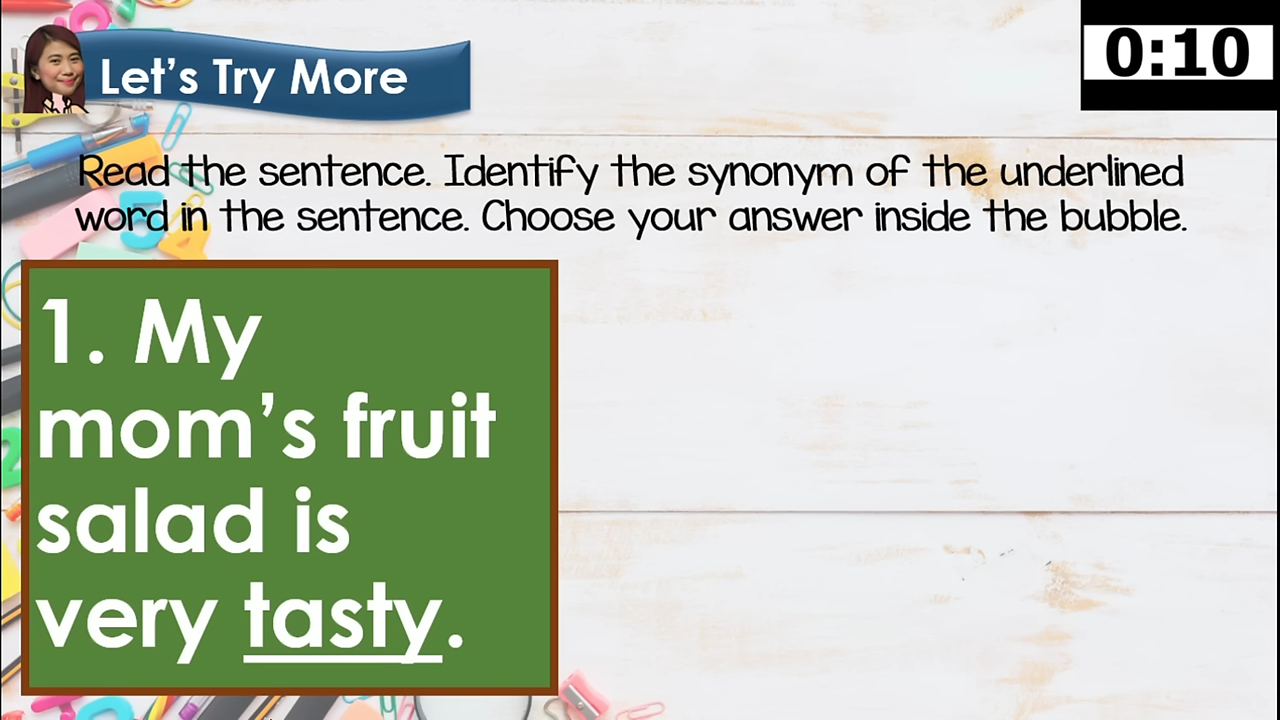 Let's Try More
0:10
Read the sentence. Identify the synonym of the underlined
word in the sentence. Choose your answer inside the bubble.
1. My
mom's fruit
salad is
very tasty.